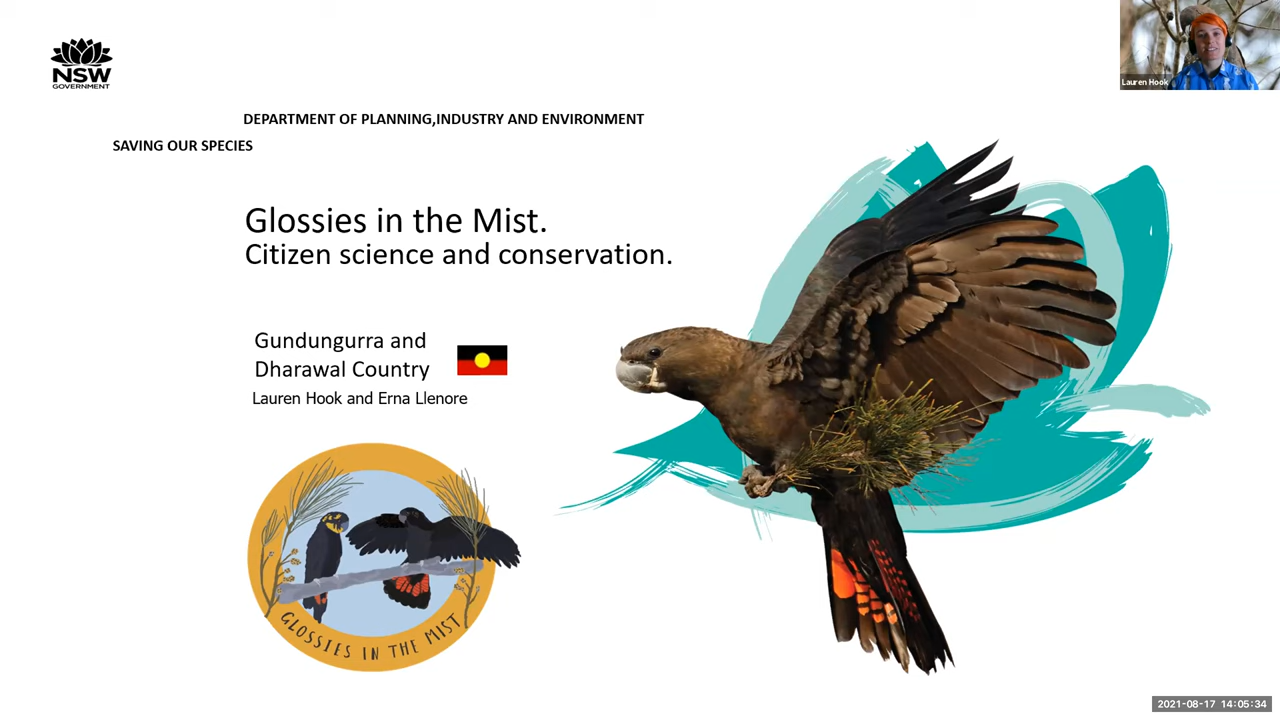 NSW
GOVERNMENT
Lauren Hook
DEPARTMENT OF PLANNING,INDUSTRY AND ENVIRONMENT
SAVING OUR SPECIES
Glossies in the Mist.
Citizen science and conservation.
Gundungurra and
Dharawal Country
Lauren Hook and Erna Llenore
GLOSSIES IN THE MIST
2021-08-17 14:05:34